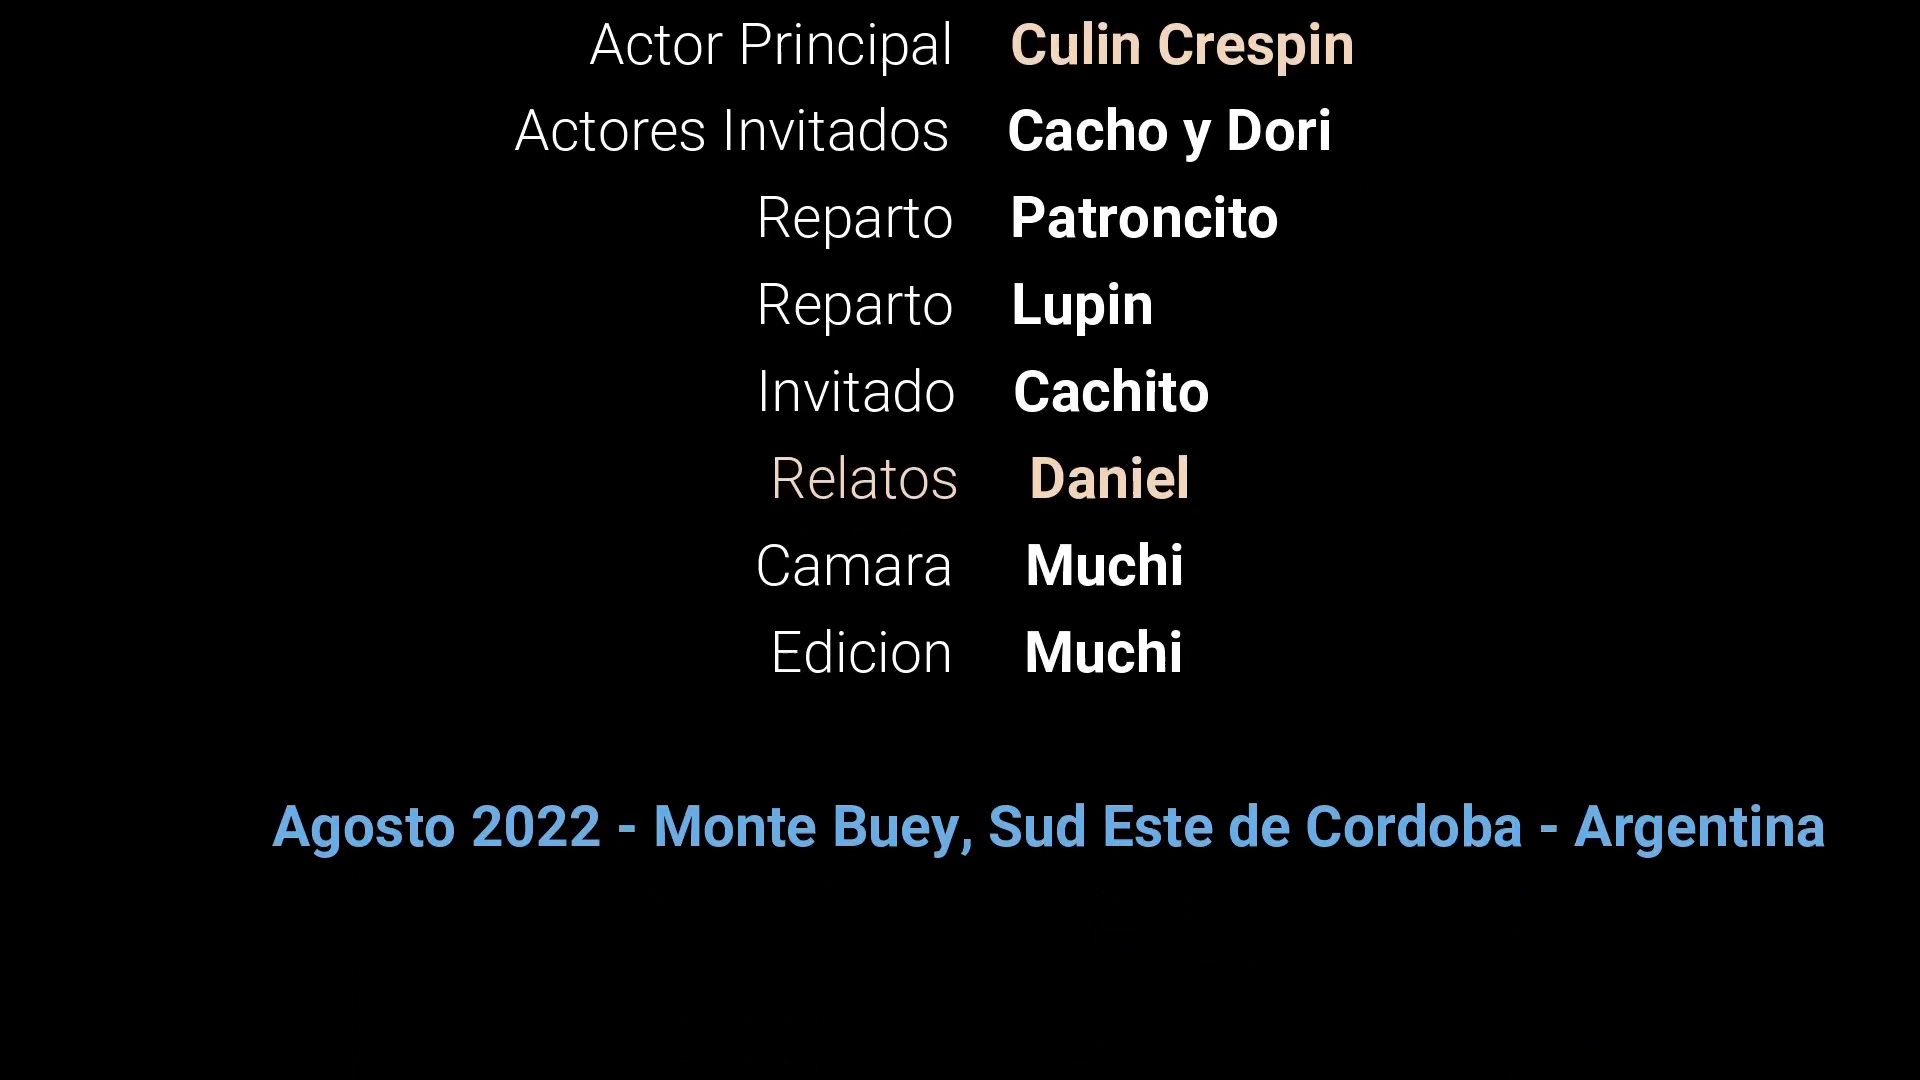 Actor Principal Culin Crespin
Actores Invitados Cacho y Dori
Reparto Patroncito
Reparto Lupin
Invitado Cachito
Relatos Daniel
Camara Muchi
Edicion Muchi
Agosto 2022 - Monte Buey, Sud Este de Cordoba - Argentina